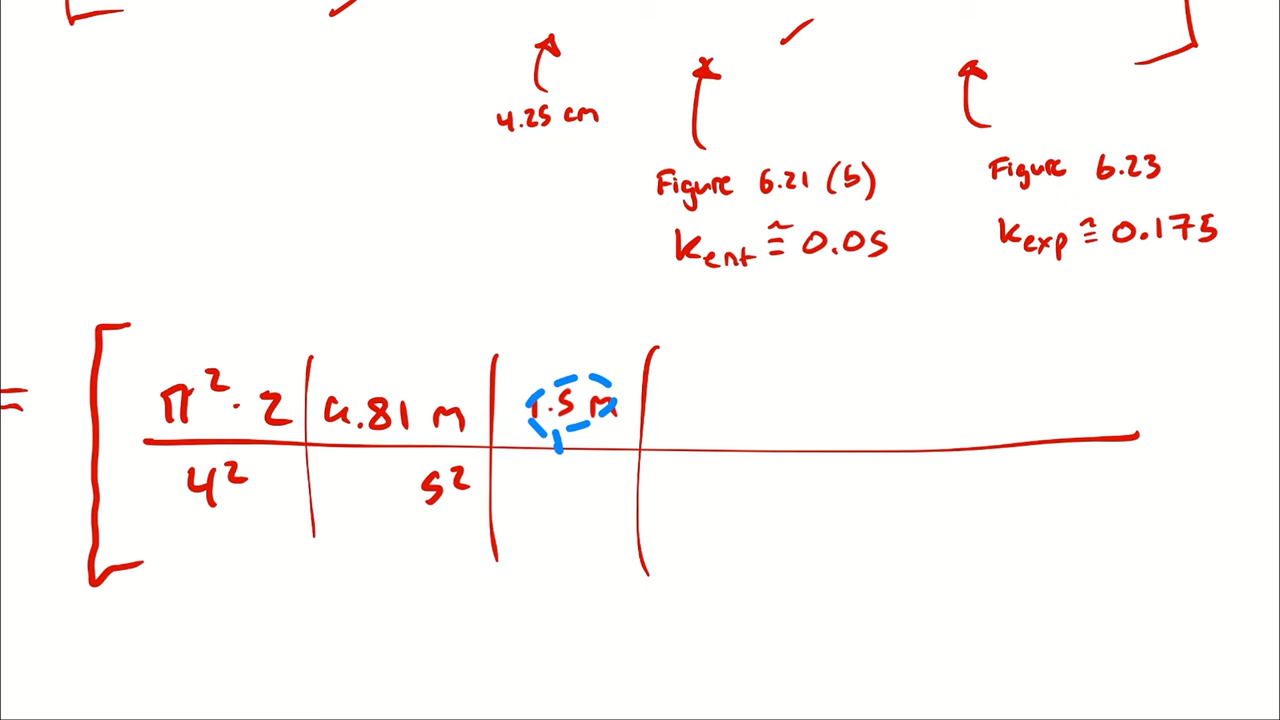 4.25 cm
Figure 6.21 (b)
kent ≅ 0.05
Figure 6.23
kexp ≅ 0.175
= [ π² · 2 | 9.81 m | 1.5 m |
4² | s² | |